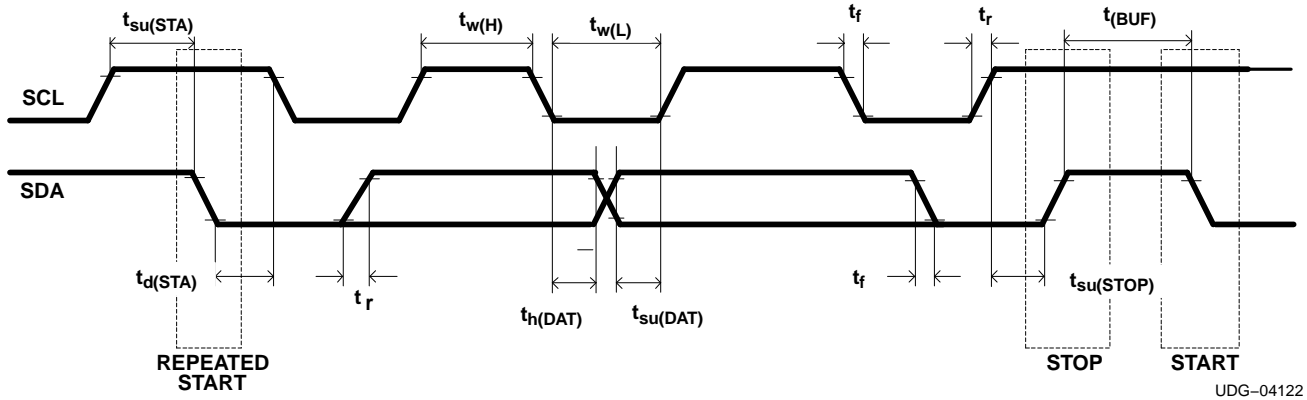 tsu(STA)
tw(H)
tw(L)
tf
tr
t(BUF)
SCL
SDA
td(STA)
tr
th(DAT)
tsu(DAT)
tf
tsu(STOP)
REPEATED
START
STOP
START
UDG–04122